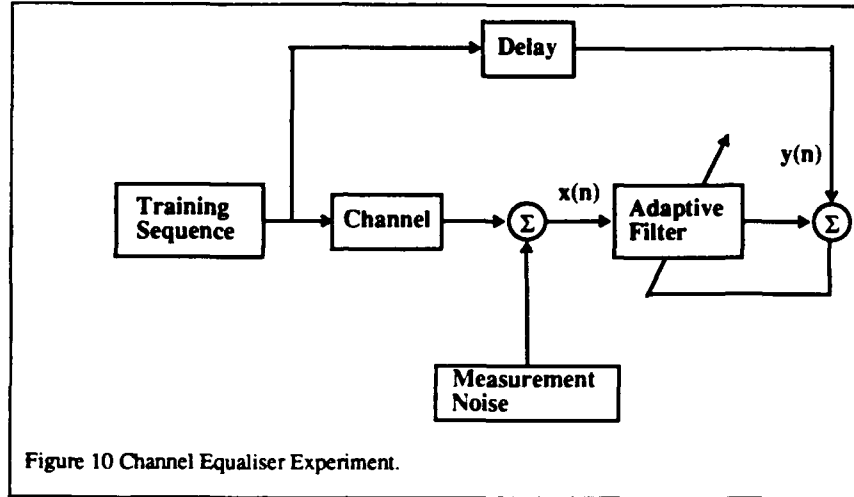 Delay
y(n)
x(n)
Training
Sequence
Channel
Σ
Adaptive
Filter
Σ
Measurement
Noise
Figure 10 Channel Equaliser Experiment.